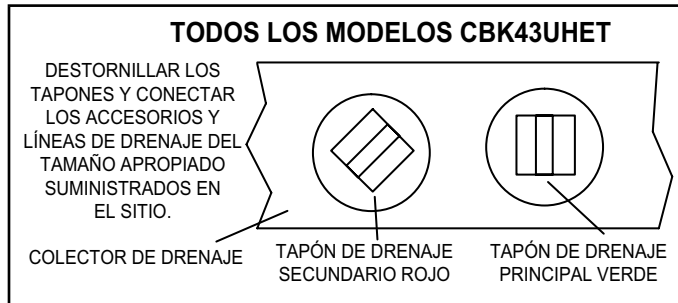 TODOS LOS MODELOS CBK43UHET
DESTORNILLAR LOS
TAPONES Y CONECTAR
LOS ACCESORIOS Y
LÍNEAS DE DRENAJE DEL
TAMAÑO APROPIADO
SUMINISTRADOS EN
EL SITIO.
COLECTOR DE DRENAJE
TAPÓN DE DRENAJE
SECUNDARIO ROJO
TAPÓN DE DRENAJE
PRINCIPAL VERDE